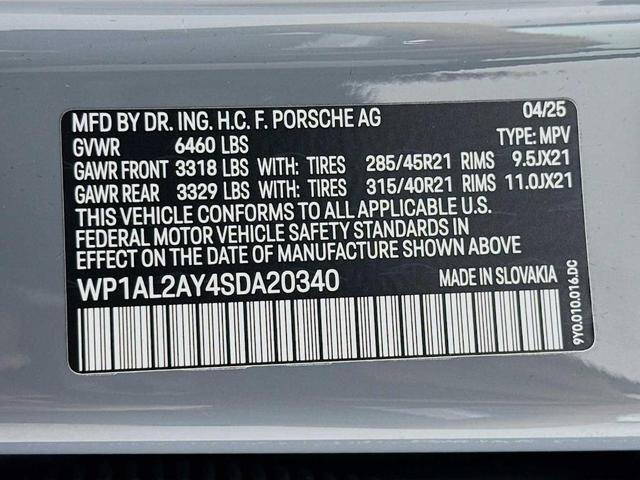 MFD BY DR. ING. H.C. F. PORSCHE AG 04/25
GVWR 6460 LBS TYPE: MPV
GAWR FRONT 3318 LBS WITH: TIRES 285/45R21 RIMS 9.5JX21
GAWR REAR 3329 LBS WITH: TIRES 315/40R21 RIMS 11.0JX21
THIS VEHICLE CONFORMS TO ALL APPLICABLE U.S.
FEDERAL MOTOR VEHICLE SAFETY STANDARDS IN
EFFECT ON THE DATE OF MANUFACTURE SHOWN ABOVE
WP1AL2AY4SDA20340 MADE IN SLOVAKIA
9Y0.010.016.DC